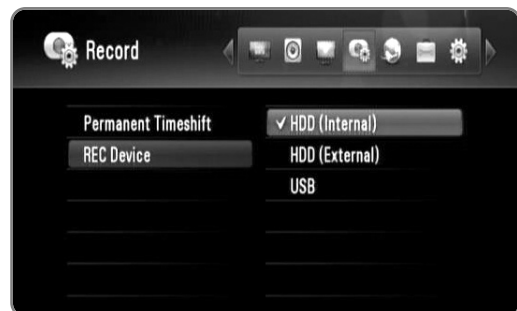 Record
Permanent Timeshift
✔ HDD (Internal)
REC Device
HDD (External)
USB